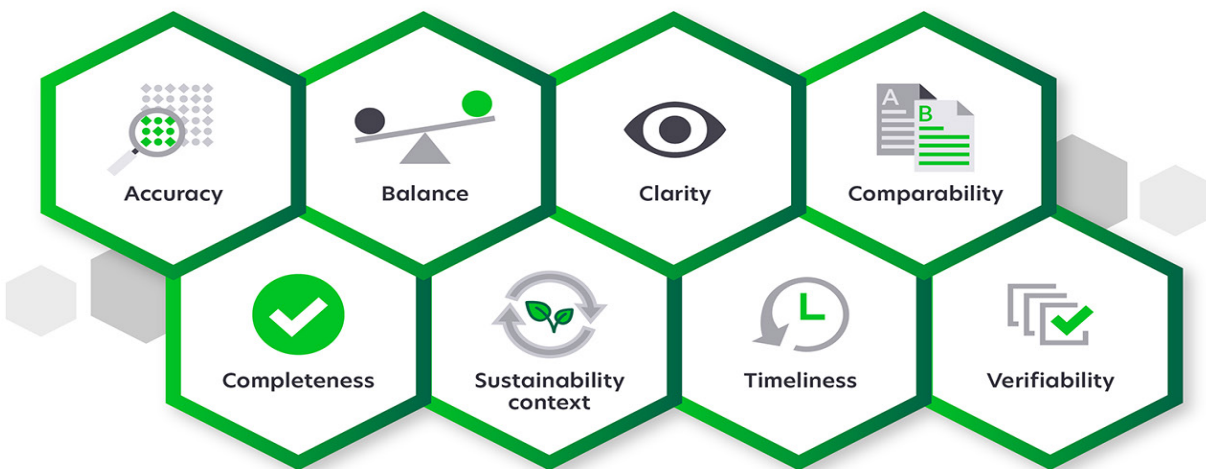 Accuracy
Balance
Clarity
A
B
Comparability
Completeness
Sustainability
context
Timeliness
Verifiability